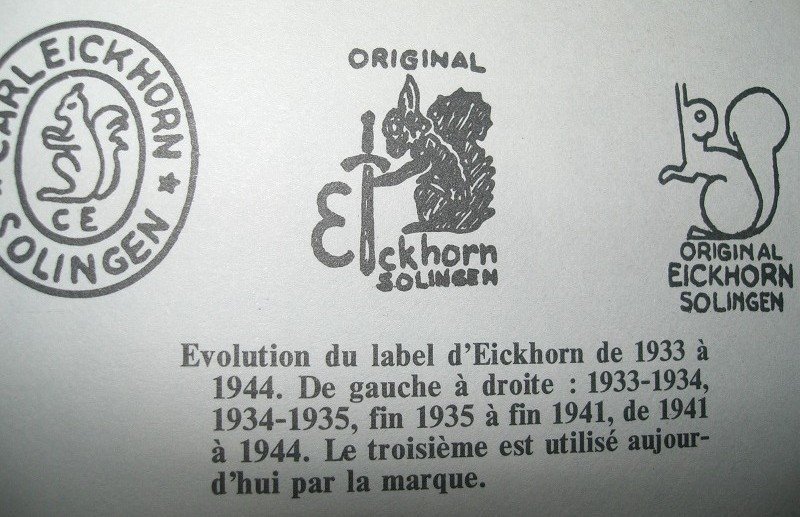 CARL EICKHORN
SOLINGEN
C E
ORIGINAL
Eickhorn
SOLINGEN
ORIGINAL
EICKHORN
SOLINGEN
Evolution du label d'Eickhorn de 1933 à
1944. De gauche à droite : 1933-1934,
1934-1935, fin 1935 à fin 1941, de 1941
à 1944. Le troisième est utilisé aujour-
d'hui par la marque.